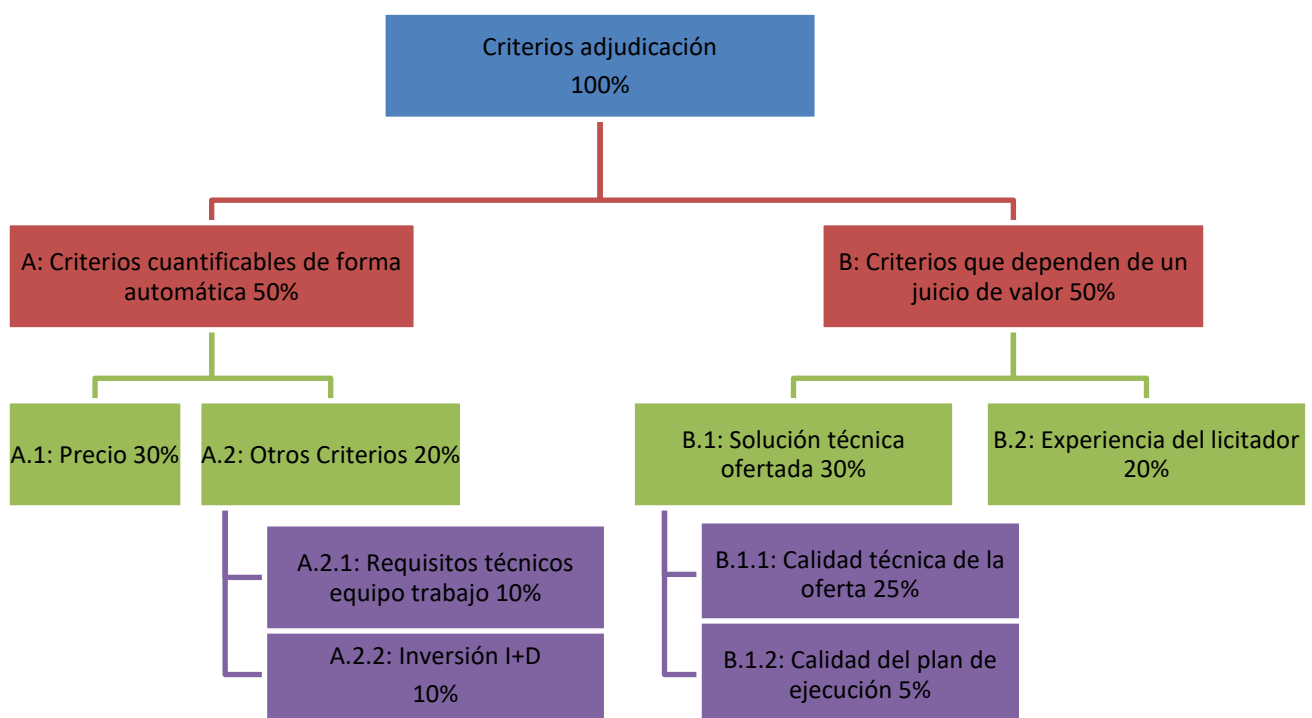 Criterios adjudicación
100%
A: Criterios cuantificables de forma
automática 50%
B: Criterios que dependen de un
juicio de valor 50%
A.1: Precio 30%
A.2: Otros Criterios 20%
B.1: Solución técnica
ofertada 30%
B.2: Experiencia del licitador
20%
A.2.1: Requisitos técnicos
equipo trabajo 10%
A.2.2: Inversión I+D
10%
B.1.1: Calidad técnica de la
oferta 25%
B.1.2: Calidad del plan de
ejecución 5%